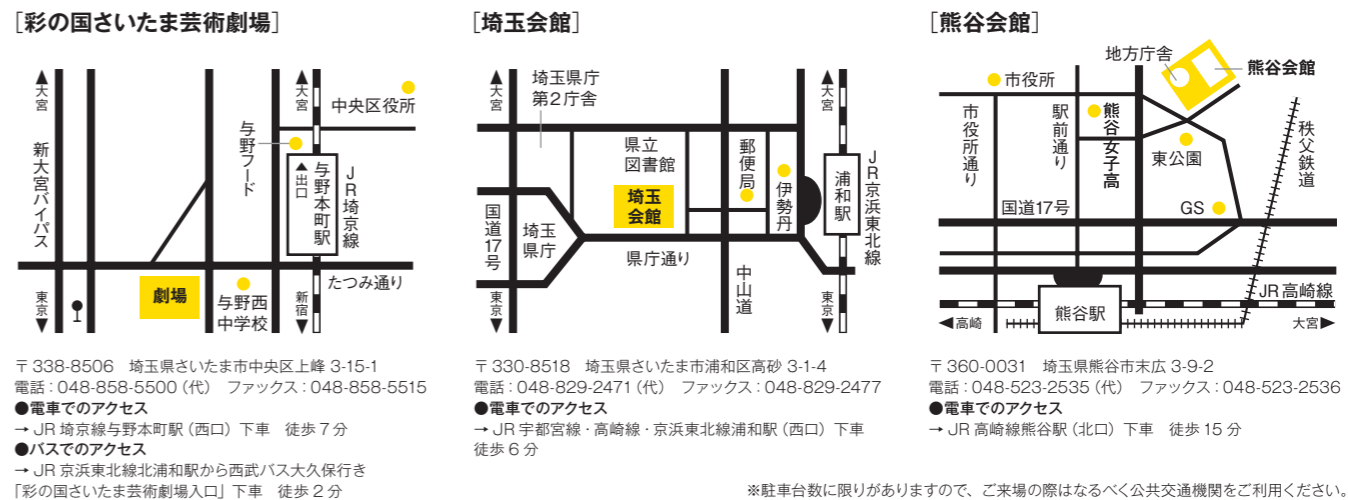 ［彩の国さいたま芸術劇場］
▲大宮
▲大宮
中央区役所
与野フード
新大宮バイパス
▲出口
与野本町駅
JR埼京線
たつみ通り
劇場
与野西
中学校
東京▼
新宿▼
〒338-8506　埼玉県さいたま市中央区上峰 3-15-1
電話：048-858-5500（代）　ファックス：048-858-5515
●電車でのアクセス
→ JR 埼京線与野本町駅（西口）下車　徒歩 7 分
●バスでのアクセス
→ JR 京浜東北線北浦和駅から西武バス大久保行き
「彩の国さいたま芸術劇場入口」下車　徒歩 2 分
［埼玉会館］
▲大宮
埼玉県庁
第2庁舎
▲大宮
県立
図書館
郵便局
伊勢丹
浦和駅
JR京浜東北線
埼玉
会館
国道17号
埼玉
県庁
県庁通り
中山道
東京▼
東京▼
〒330-8518　埼玉県さいたま市浦和区高砂 3-1-4
電話：048-829-2471（代）　ファックス：048-829-2477
●電車でのアクセス
→ JR 宇都宮線・高崎線・京浜東北線浦和駅（西口）下車
徒歩 6 分
［熊谷会館］
地方庁舎
熊谷会館
市役所
市役所通り
駅前通り
熊谷女子高
東公園
秩父鉄道
国道17号
GS
JR高崎線
熊谷駅
◀高崎
大宮▶
〒360-0031　埼玉県熊谷市末広 3-9-2
電話：048-523-2535（代）　ファックス：048-523-2536
●電車でのアクセス
→ JR 高崎線熊谷駅（北口）下車　徒歩 15 分
※駐車台数に限りがありますので、ご来場の際はなるべく公共交通機関をご利用ください。